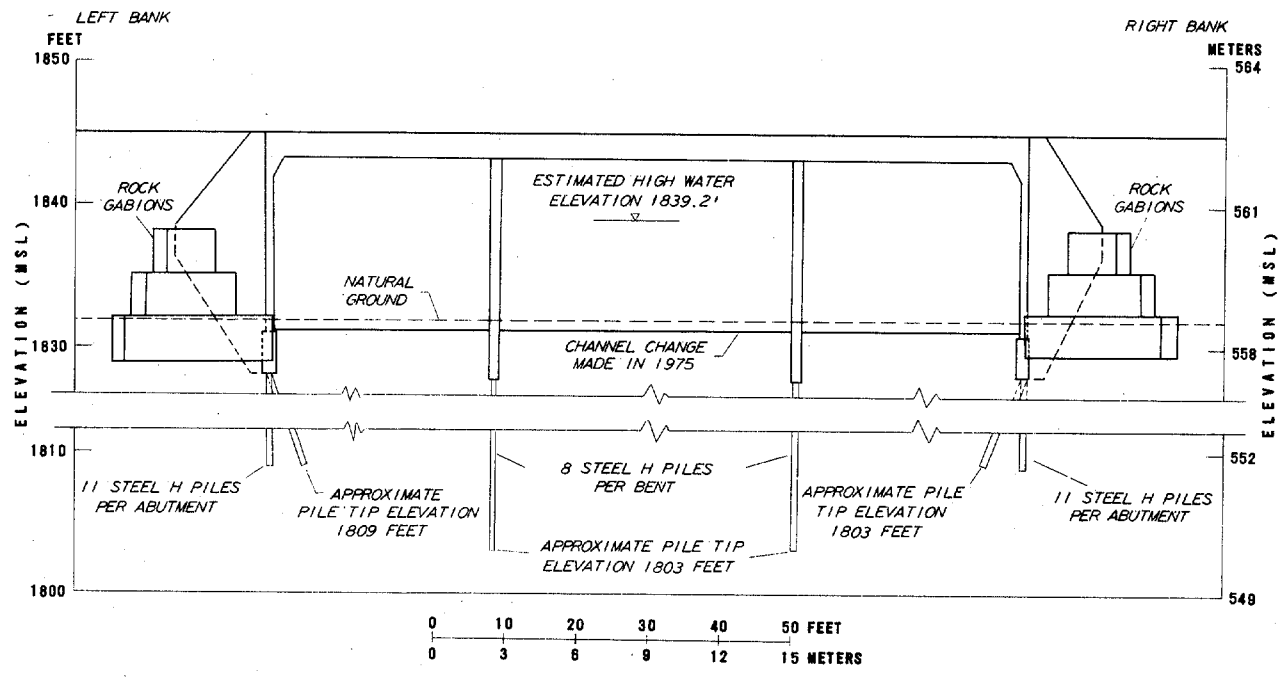 LEFT BANK
FEET
RIGHT BANK
METERS
1850
564
ROCK
GABIONS
ESTIMATED HIGH WATER
ELEVATION 1839.2'
ROCK
GABIONS
1840
561
ELEVATION (MSL)
ELEVATION (MSL)
NATURAL
GROUND
1830
CHANNEL CHANGE
MADE IN 1975
558
1810
552
11 STEEL H PILES
PER ABUTMENT
APPROXIMATE
PILE TIP ELEVATION
1809 FEET
8 STEEL H PILES
PER BENT
APPROXIMATE PILE
TIP ELEVATION
1803 FEET
11 STEEL H PILES
PER ABUTMENT
APPROXIMATE PILE TIP
ELEVATION 1803 FEET
1800
549
0 10 20 30 40 50 FEET
0 3 6 9 12 15 METERS